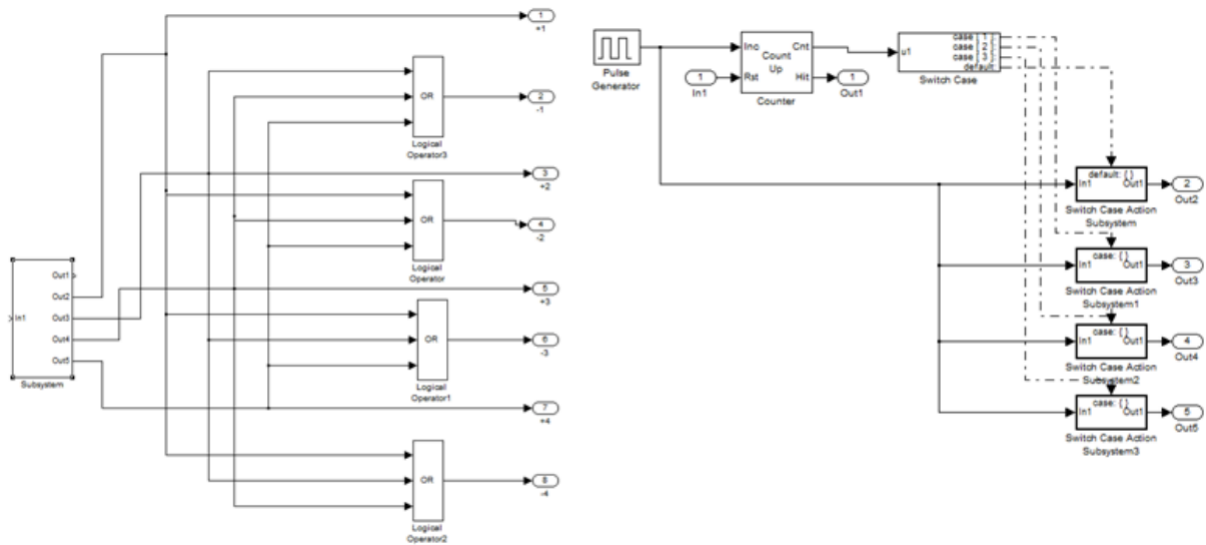 1
+1
OR
Logical
Operator3
2
-1
3
+2
OR
Logical
Operator
4
-2
Out1
Out2
Out3
Out4
Out5
In1
Subsystem
5
+3
OR
Logical
Operator1
6
-3
7
+4
OR
Logical
Operator2
8
-4
Pulse
Generator
Inc
Cnt
Count
Up
Rst
Hit
Counter
1
In1
1
Out1
u1
case [ 1 ]:
case [ 2 ]:
case [ 3 ]:
default:
Switch Case
default: { }
In1
Out1
Switch Case Action
Subsystem
2
Out2
case: { }
In1
Out1
Switch Case Action
Subsystem1
3
Out3
case: { }
In1
Out1
Switch Case Action
Subsystem2
4
Out4
case: { }
In1
Out1
Switch Case Action
Subsystem3
5
Out5